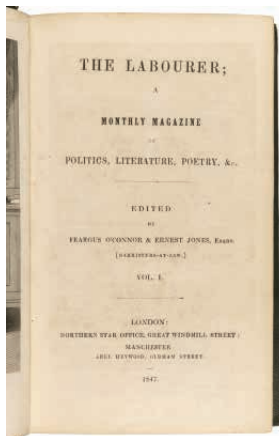 THE LABOURER;
A
MONTHLY MAGAZINE
OF
POLITICS, LITERATURE, POETRY, &c.
EDITED
BY
FEARGUS O'CONNOR & ERNEST JONES, ESQRS.
[BARRISTERS-AT-LAW.]
VOL. I.
LONDON:
NORTHERN STAR OFFICE, GREAT WINDMILL STREET;
MANCHESTER
ABEL HEYWOOD, OLDHAM STREET
1847.